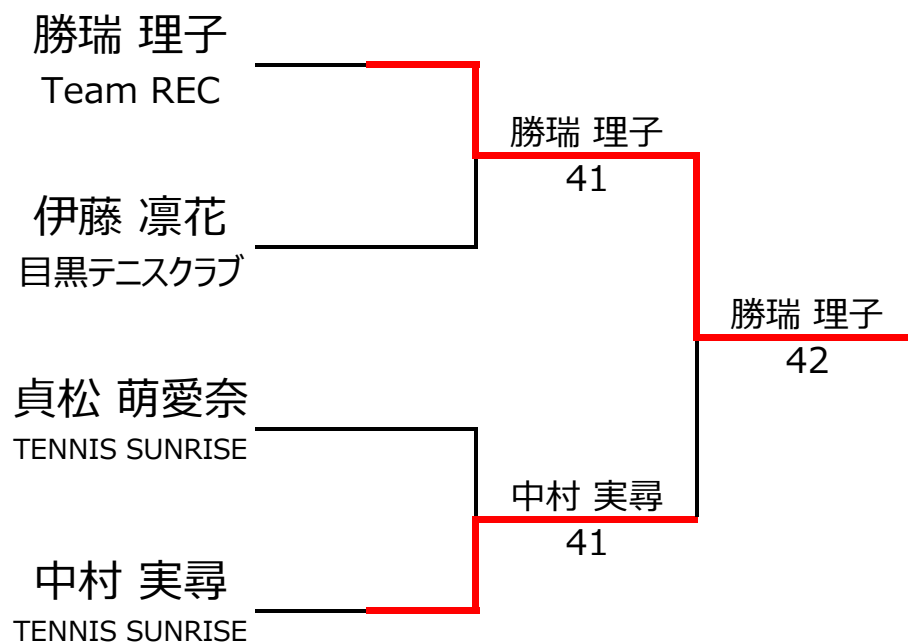 勝瑞 理子
Team REC
伊藤 凛花
目黒テニスクラブ
貞松 萌愛奈
TENNIS SUNRISE
中村 実尋
TENNIS SUNRISE
勝瑞 理子
41
中村 実尋
41
勝瑞 理子
42